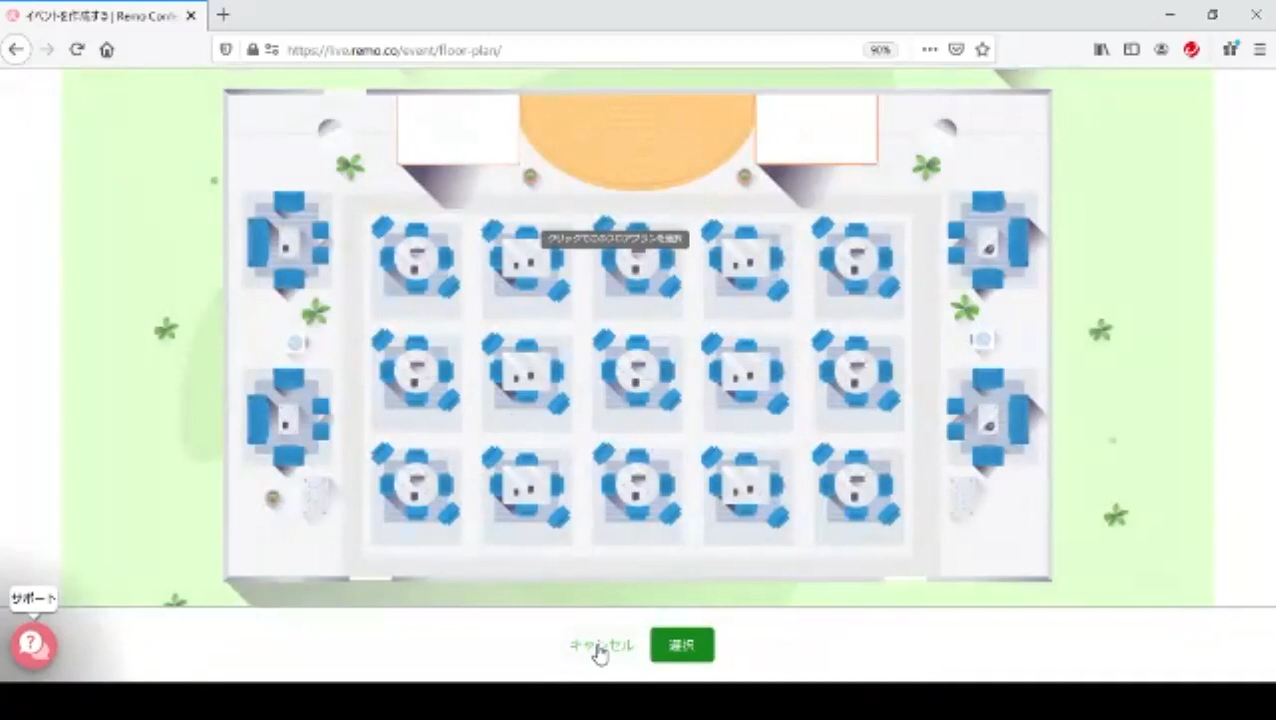 イベントを作成する | Remo Conf
https://live.remo.co/event/floor-plan/
90%
クリックでこのフロアプランを選択
サポート
?
キャンセル
選択